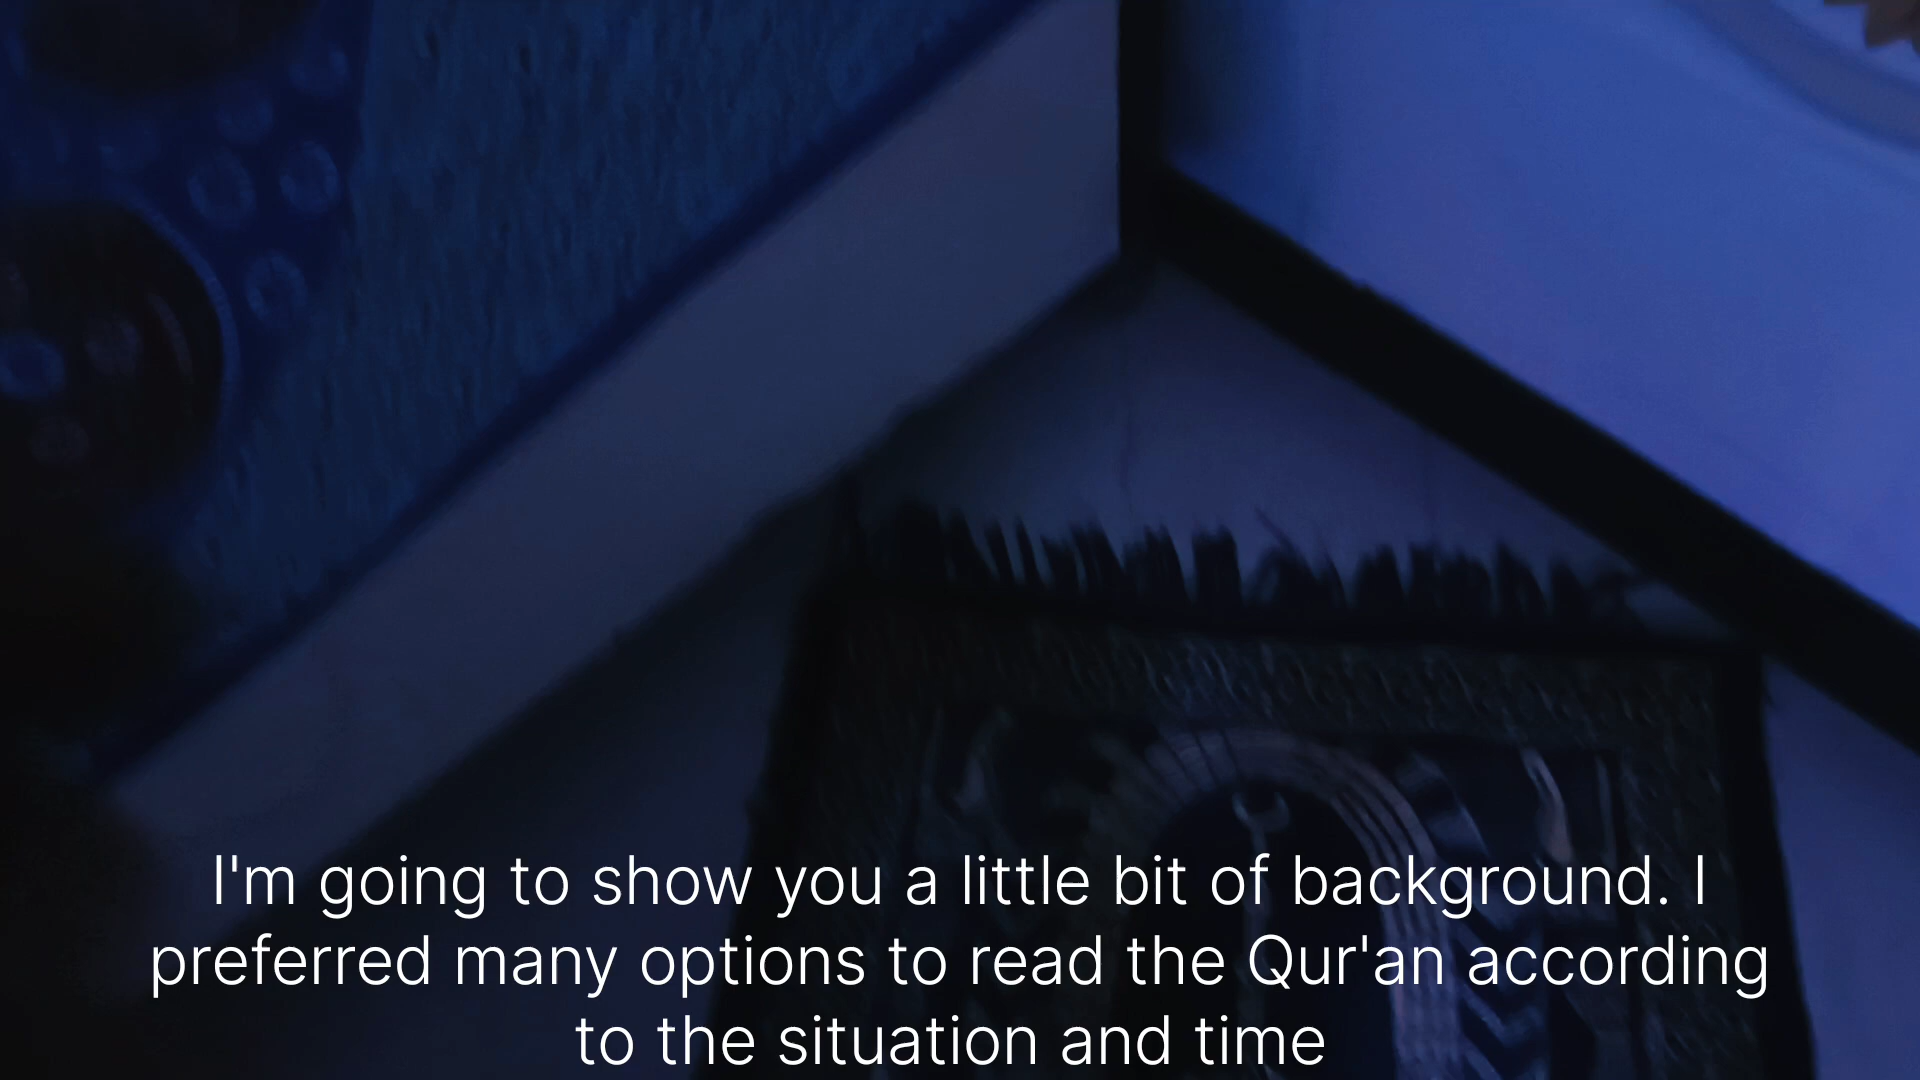 I'm going to show you a little bit of background. I
preferred many options to read the Qur'an according
to the situation and time